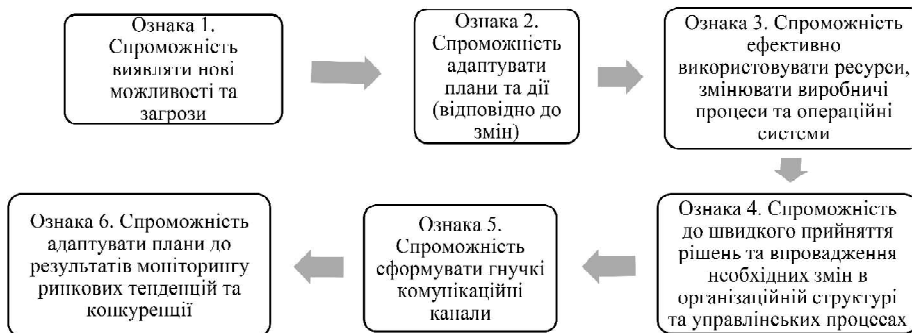 Ознака 1.
Спроможність
виявляти нові
можливості та
загрози
Ознака 2.
Спроможність
адаптувати
плани та дії
(відповідно до
змін)
Ознака 3. Спроможність
ефективно
використовувати ресурси,
змінювати виробничі
процеси та операційні
системи
Ознака 4. Спроможність
до швидкого прийняття
рішень та впровадження
необхідних змін в
організаційній структурі
та управлінських процесах
Ознака 5.
Спроможність
сформувати гнучкі
комунікаційні
канали
Ознака 6. Спроможність
адаптувати плани до
результатів моніторингу
ринкових тенденцій та
конкуренції